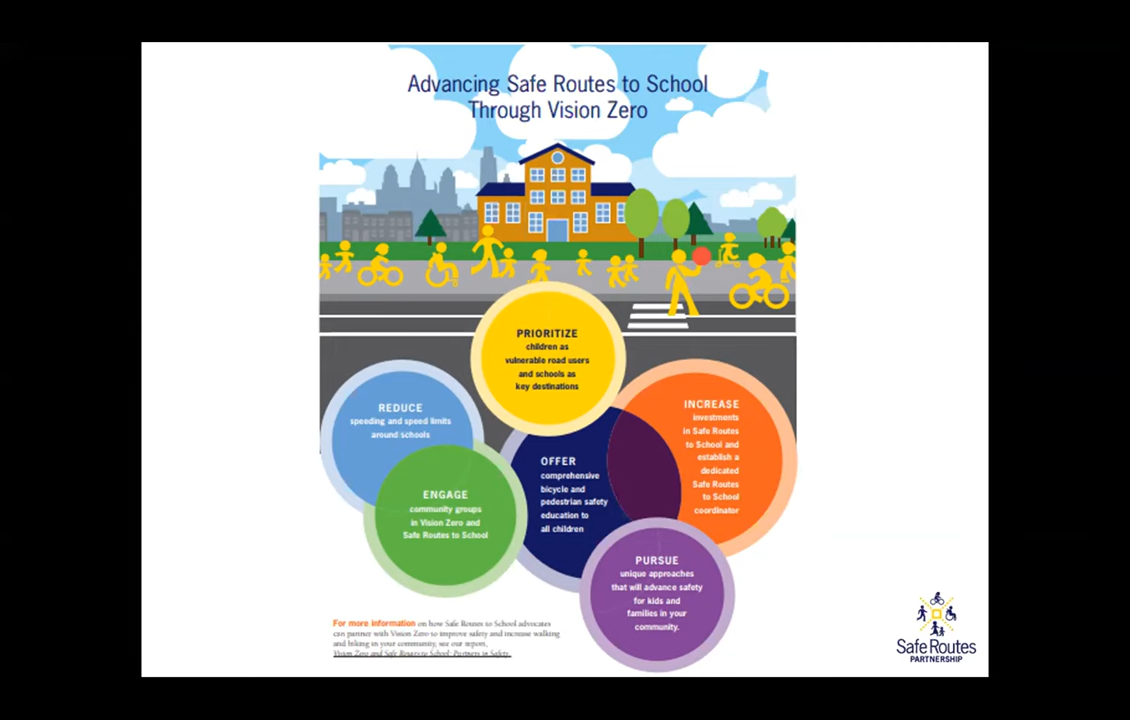 Advancing Safe Routes to School
Through Vision Zero
PRIORITIZE
children as
vulnerable road users
and schools as
key destinations
REDUCE
speeding and speed limits
around schools
INCREASE
investments
in Safe Routes
to School and
establish a
dedicated
Safe Routes
to School
coordinator
OFFER
comprehensive
bicycle and
pedestrian safety
education to
all children
ENGAGE
community groups
in Vision Zero and
Safe Routes to School
PURSUE
unique approaches
that will advance safety
for kids and
families in your
community.
For more information on how Safe Routes to School advocates
can partner with Vision Zero to improve safety and increase walking
and biking in your community, see our report,
Vision Zero and Safe Routes to School: Partners in Safety.
Safe Routes
PARTNERSHIP